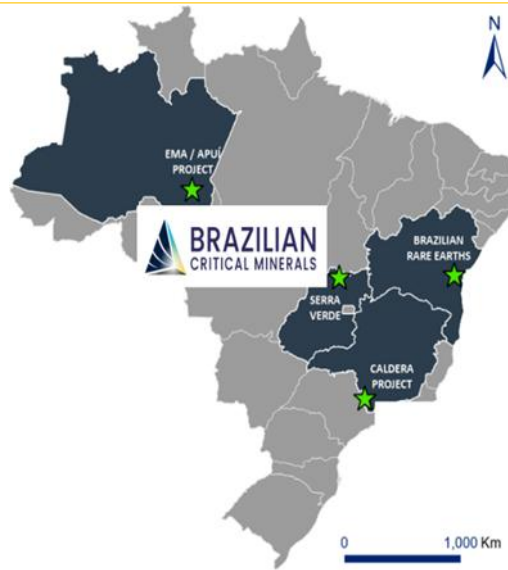 N
EMA / APUÍ
PROJECT
BRAZILIAN
CRITICAL MINERALS
BRAZILIAN
RARE EARTHS
SERRA
VERDE
CALDERA
PROJECT
0 1,000 Km